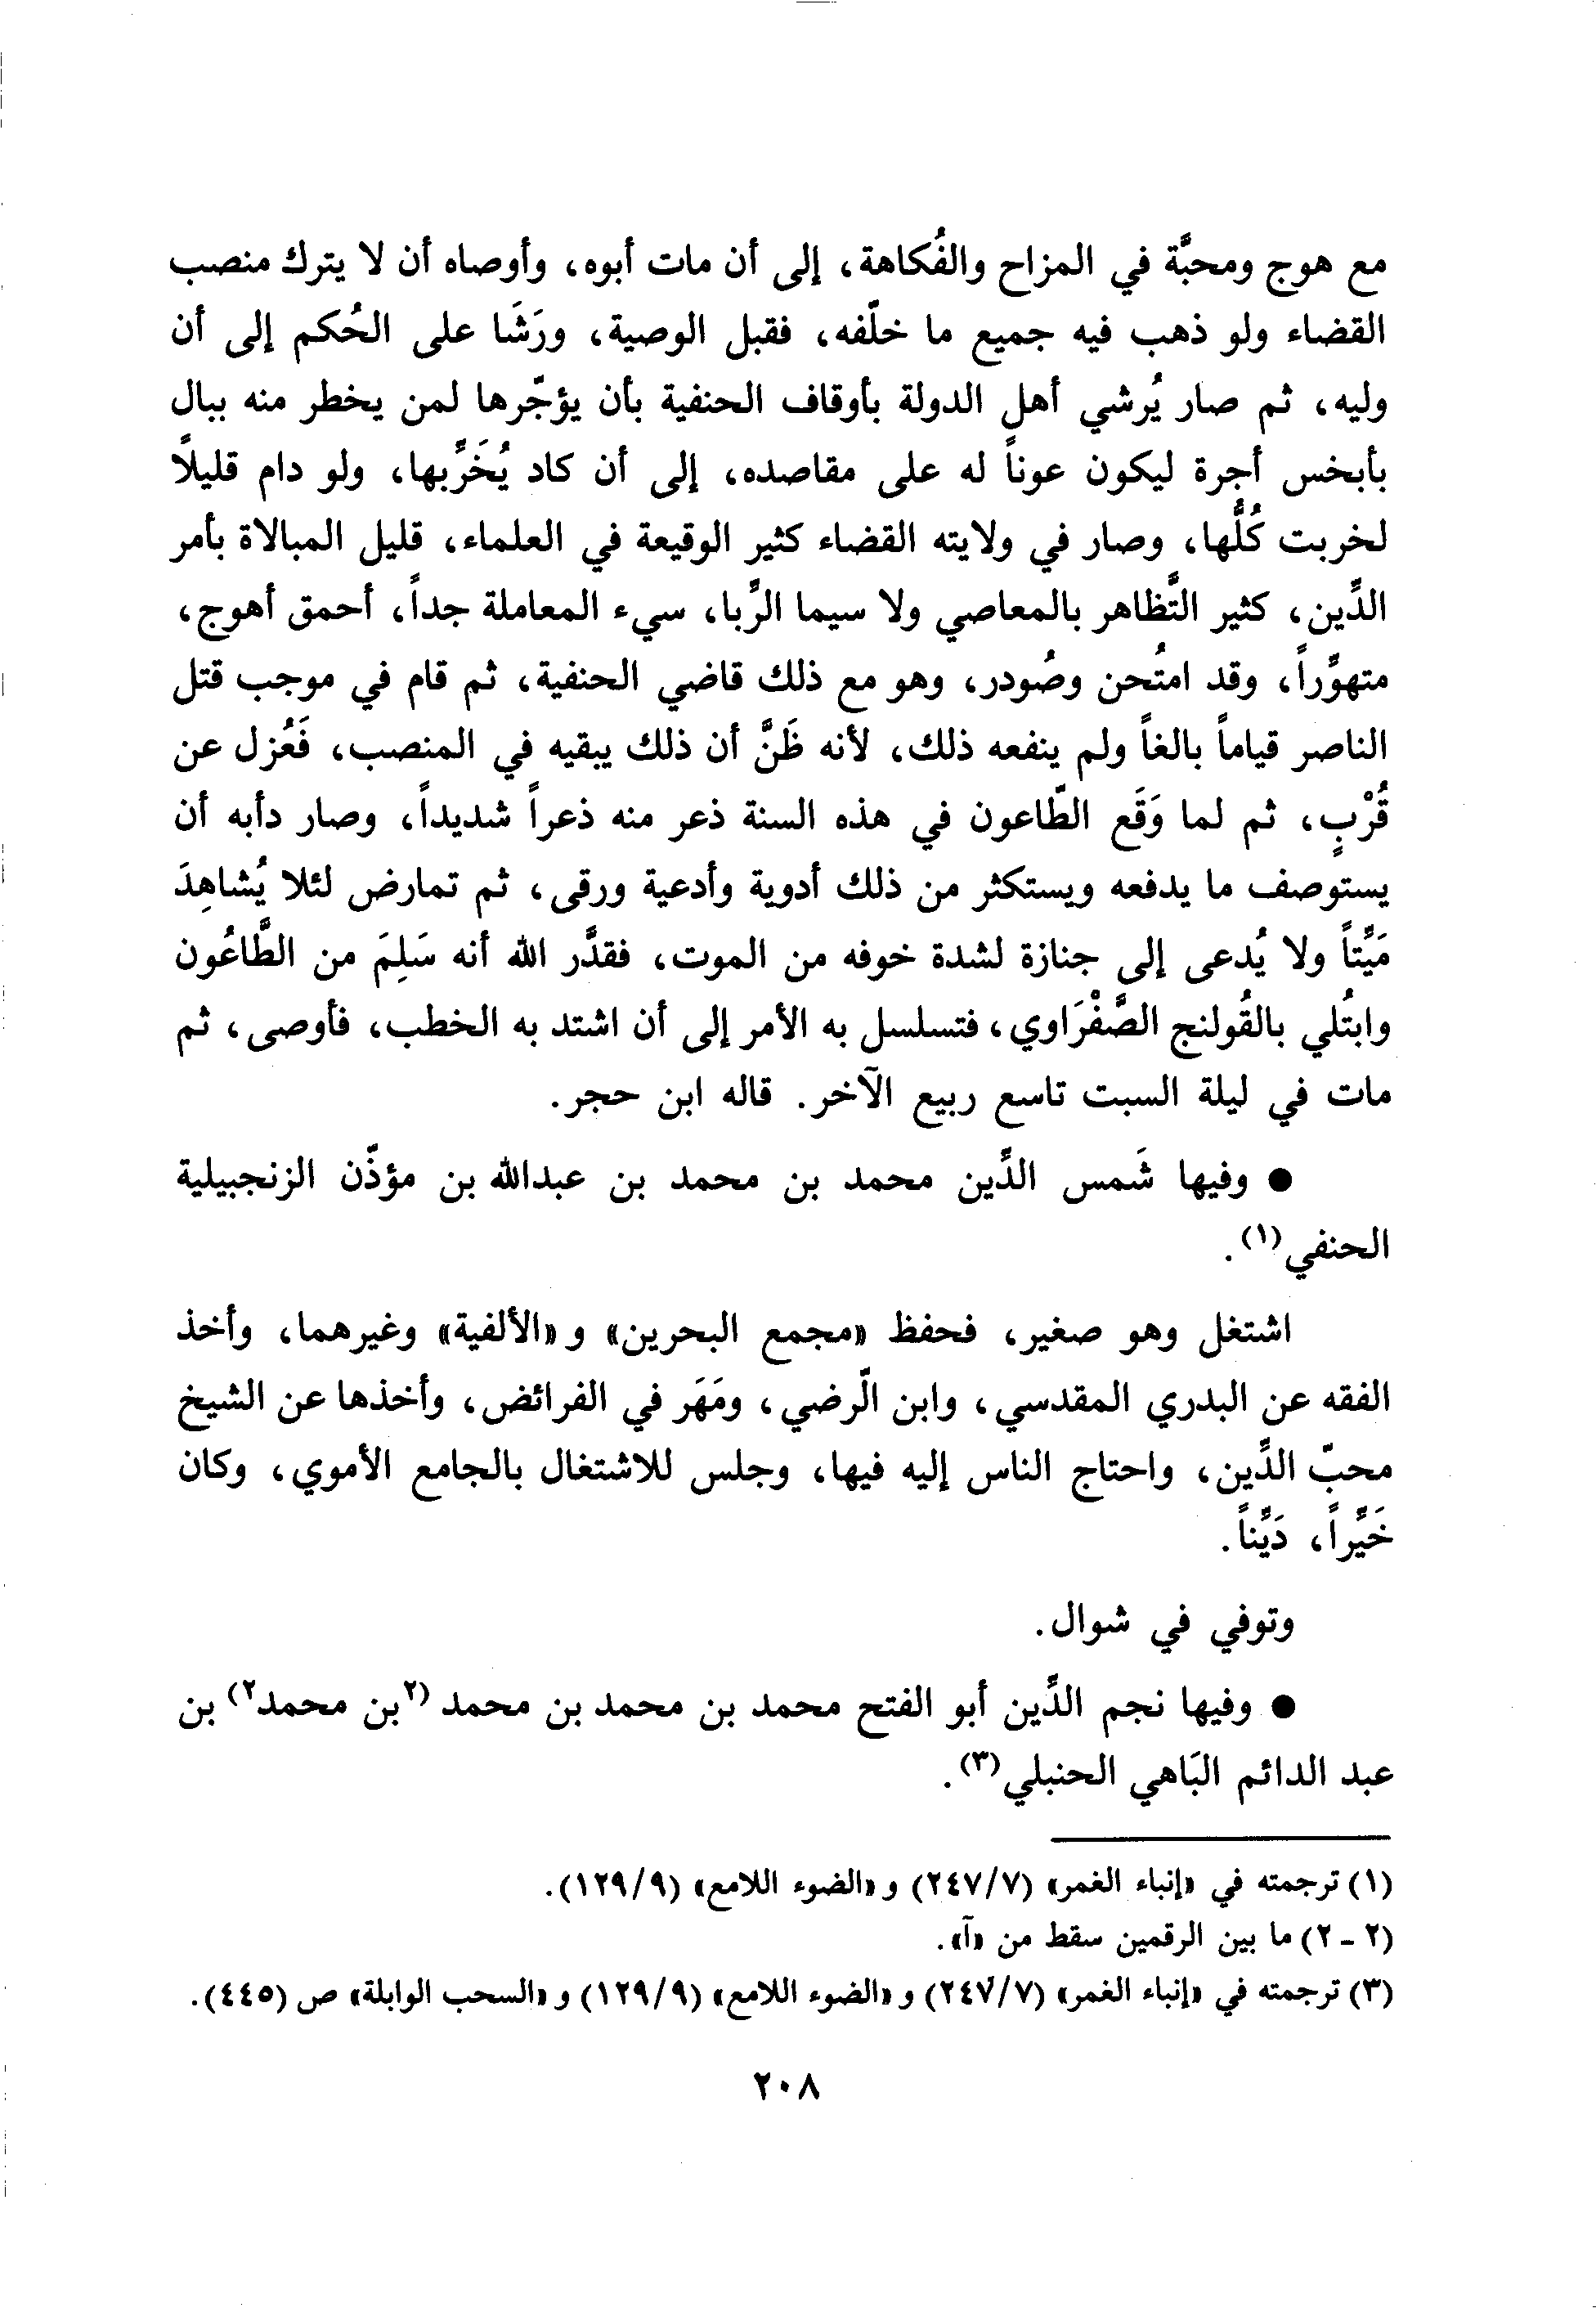 مع هوج ومحبَّة في المزاح والفُكاهة، إلى أن مات أبوه، وأوصاه أن لا يترك منصب
القضاء ولو ذهب فيه جميع ما خلّفه، فقبل الوصية، ورَشَا على الحُكم إلى أن
وليه، ثم صار يُرشي أهل الدولة بأوقاف الحنفية بأن يؤجّرها لمن يخطر منه ببال
بأبخس أجرة ليكون عوناً له على مقاصده، إلى أن كاد يُخَرِّبها، ولو دام قليلاً
لخربت كُلُّها، وصار في ولايته القضاء كثير الوقيعة في العلماء، قليل المبالاة بأمر
الدِّين، كثير التَّظاهر بالمعاصي ولا سيما الرِّبا، سيء المعاملة جداً، أحمق أهوج،
متهوِّراً، وقد امتُحن وصُودر، وهو مع ذلك قاضي الحنفية، ثم قام في موجب قتل
الناصر قياماً بالغاً ولم ينفعه ذلك، لأنه ظَنَّ أن ذلك يبقيه في المنصب، فَعُزل عن
قُرْبٍ، ثم لما وَقَع الطّاعون في هذه السنة ذعر منه ذعراً شديداً، وصار دأبه أن
يستوصف ما يدفعه ويستكثر من ذلك أدوية وأدعية ورقى، ثم تمارض لئلا يُشاهِدَ
مَيِّتاً ولا يُدعى إلى جنازة لشدة خوفه من الموت، فقدَّر الله أنه سَلِمَ من الطَّاعُون
وابتُلي بالقُولنج الصَّفْرَاوي، فتسلسل به الأمر إلى أن اشتد به الخطب، فأوصى، ثم
مات في ليلة السبت تاسع ربيع الآخر. قاله ابن حجر.
● وفيها شَمس الدِّين محمد بن محمد بن عبدالله بن مؤذّن الزنجبيلية
الحنفي(١).
اشتغل وهو صغير، فحفظ «مجمع البحرين» و«الألفية» وغيرهما، وأخذ
الفقه عن البدري المقدسي، وابن الرّضي، ومَهَر في الفرائض، وأخذها عن الشيخ
محبّ الدِّين، واحتاج الناس إليه فيها، وجلس للاشتغال بالجامع الأموي، وكان
خَيِّراً، دَيِّناً.
وتوفي في شوال.
● وفيها نجم الدِّين أبو الفتح محمد بن محمد بن محمد (٢بن محمد٢) بن
عبد الدائم البَاهي الحنبلي(٣).
(١) ترجمته في «إنباء الغمر» (٢٤٧/٧) و«الضوء اللامع» (١٢٩/٩).
(٢ - ٢) ما بين الرقمين سقط من «آ».
(٣) ترجمته في «إنباء الغمر» (٢٤٧/٧) و«الضوء اللامع» (١٢٩/٩) و«السحب الوابلة» ص (٤٤٥).
٢٠٨